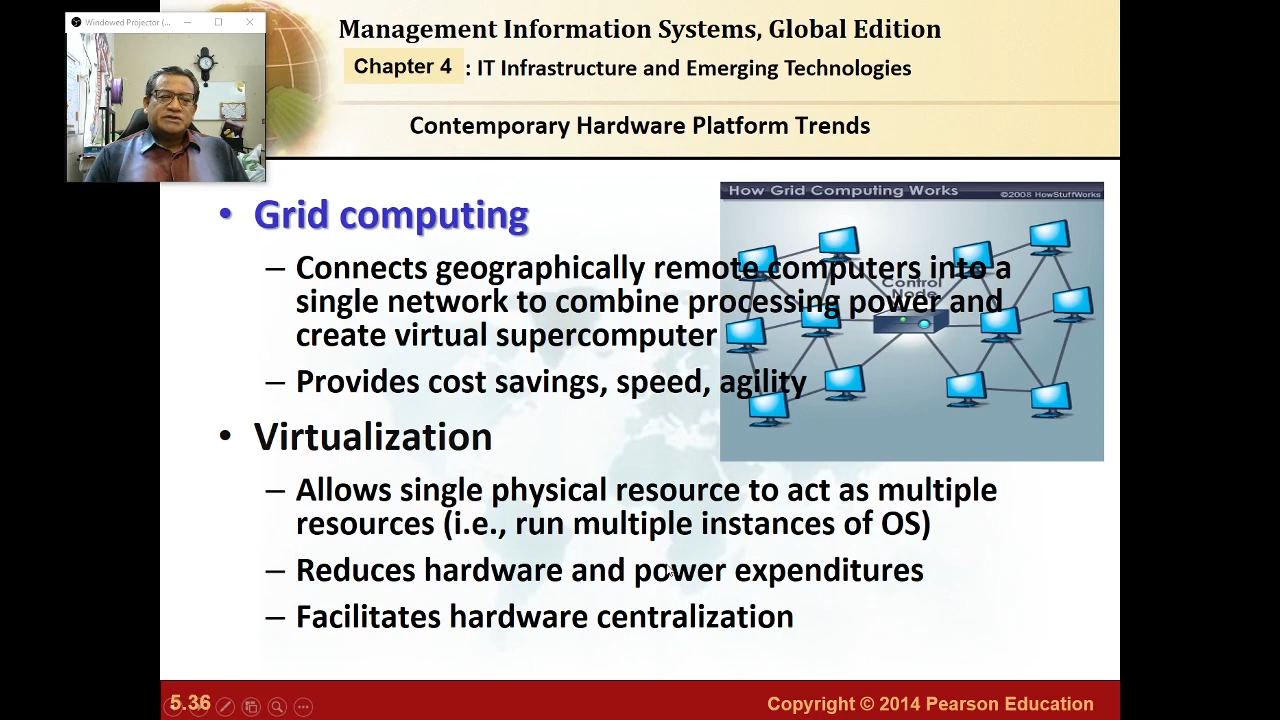 Windowed Projector (...
Management Information Systems, Global Edition
Chapter 4 : IT Infrastructure and Emerging Technologies
Contemporary Hardware Platform Trends
How Grid Computing Works ©2008 HowStuffWorks
Control
Node
• Grid computing
– Connects geographically remote computers into a
single network to combine processing power and
create virtual supercomputer
– Provides cost savings, speed, agility
• Virtualization
– Allows single physical resource to act as multiple
resources (i.e., run multiple instances of OS)
– Reduces hardware and power expenditures
– Facilitates hardware centralization
5.36
Copyright © 2014 Pearson Education